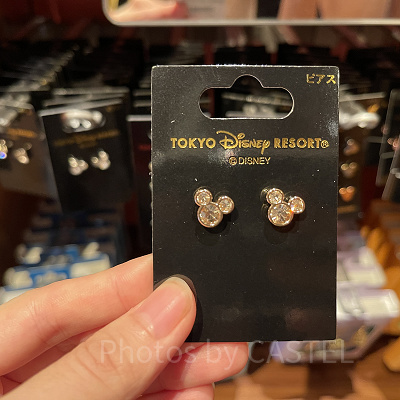 ピアス
TOKYO Disney RESORT®
© DISNEY
Photos by CASTEL